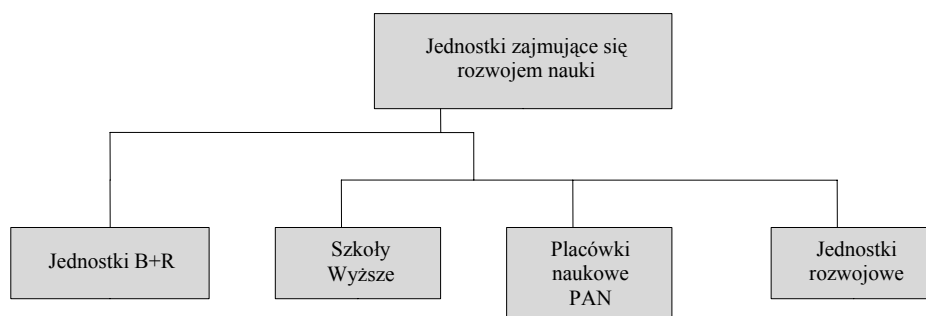 Jednostki zajmujące się
rozwojem nauki
Jednostki B+R
Szkoły
Wyższe
Placówki
naukowe
PAN
Jednostki
rozwojowe